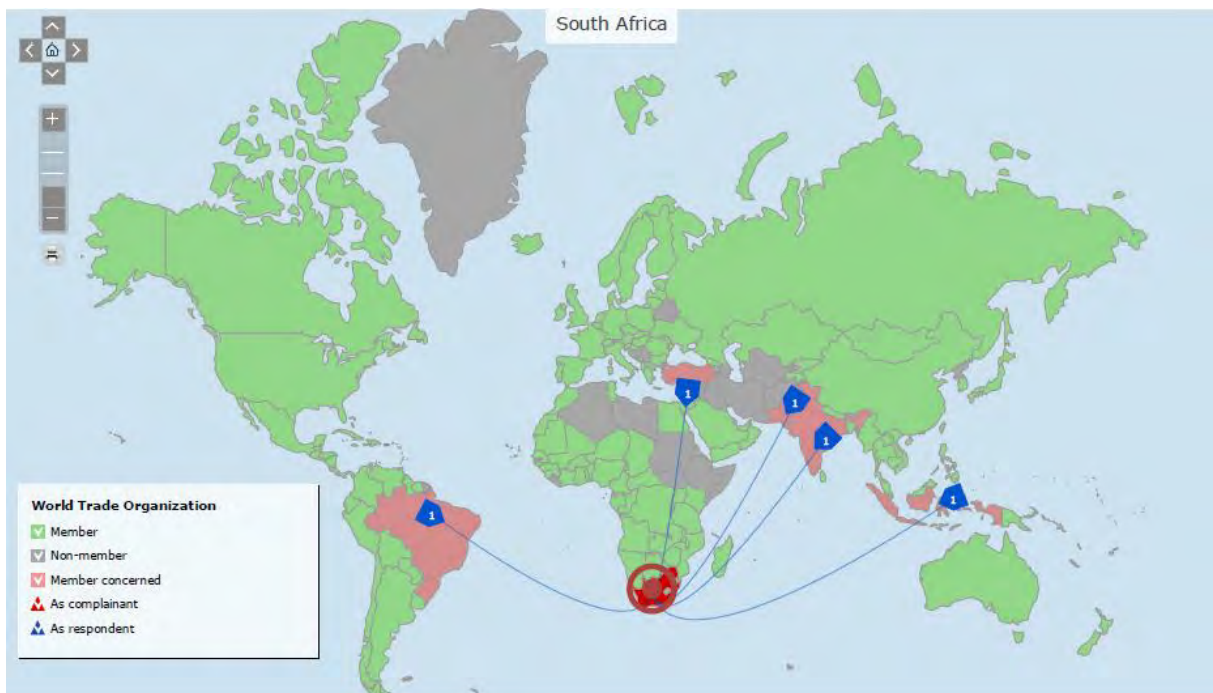 South Africa
1
1
1
1
1
World Trade Organization
Member
Non-member
Member concerned
As complainant
As respondent